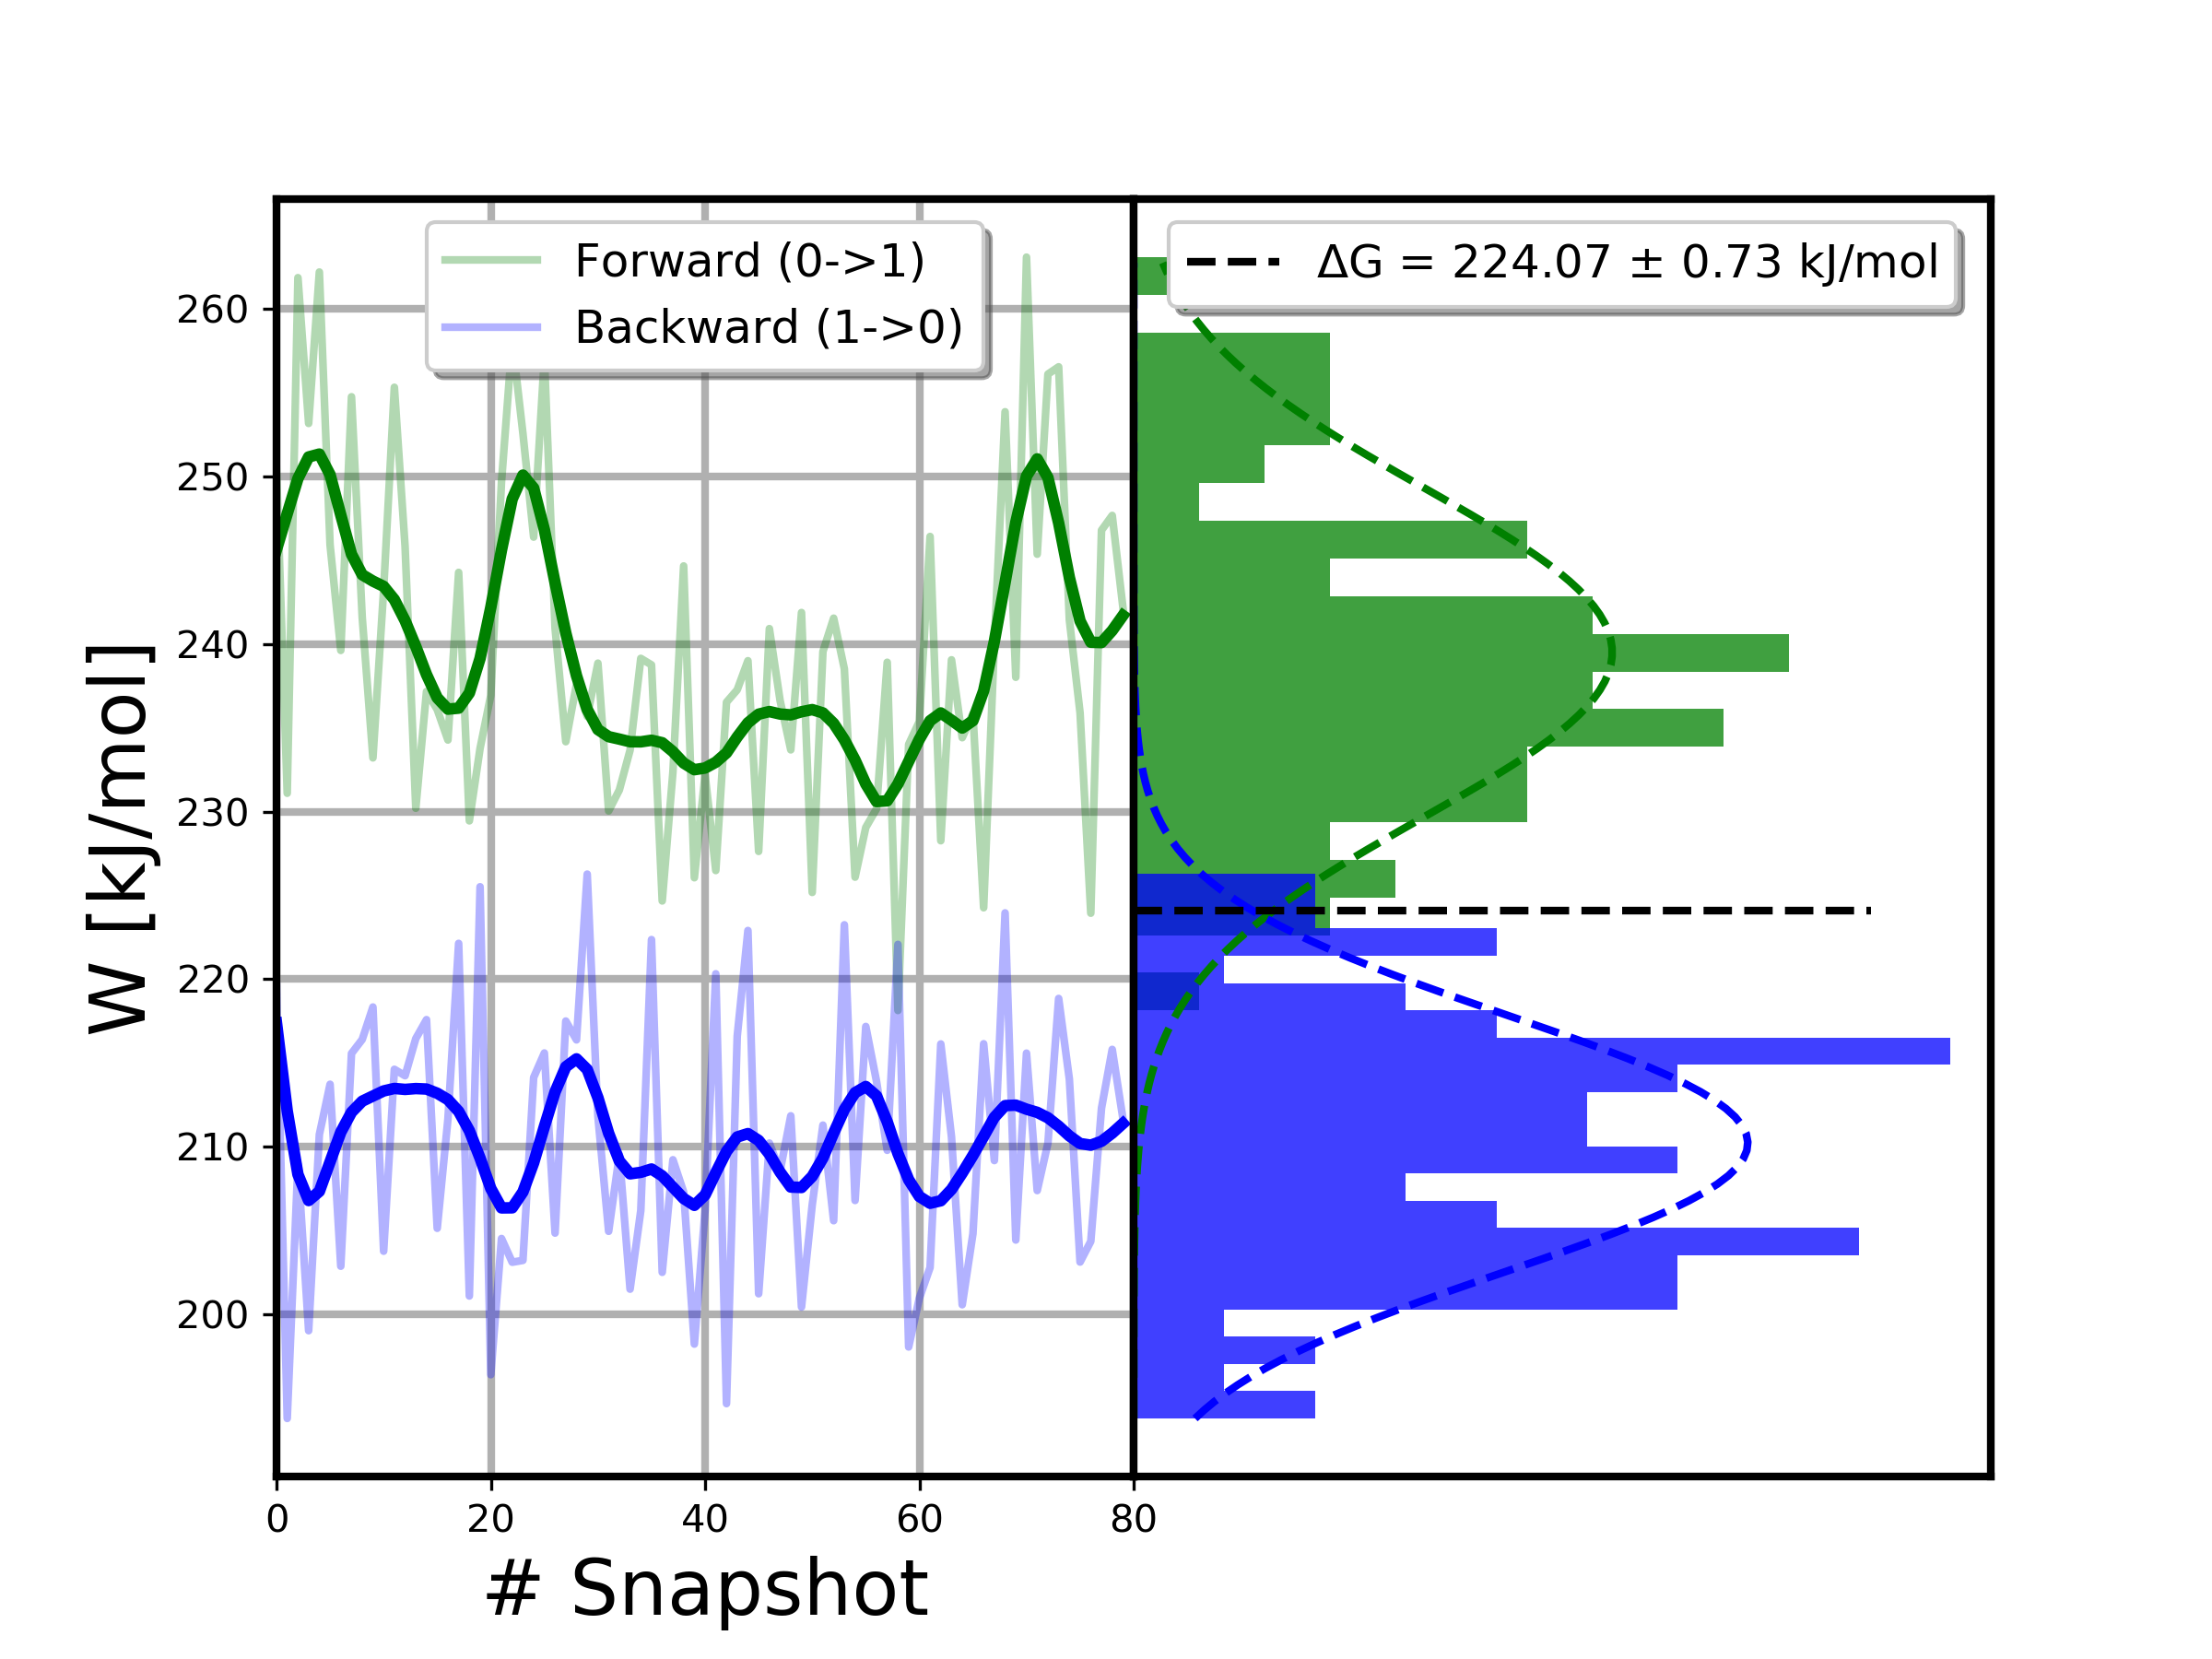 Forward (0->1)
Backward (1->0)
ΔG = 224.07 ± 0.73 kJ/mol
W [kJ/mol]
260
250
240
230
220
210
200
0 20 40 60 80
# Snapshot